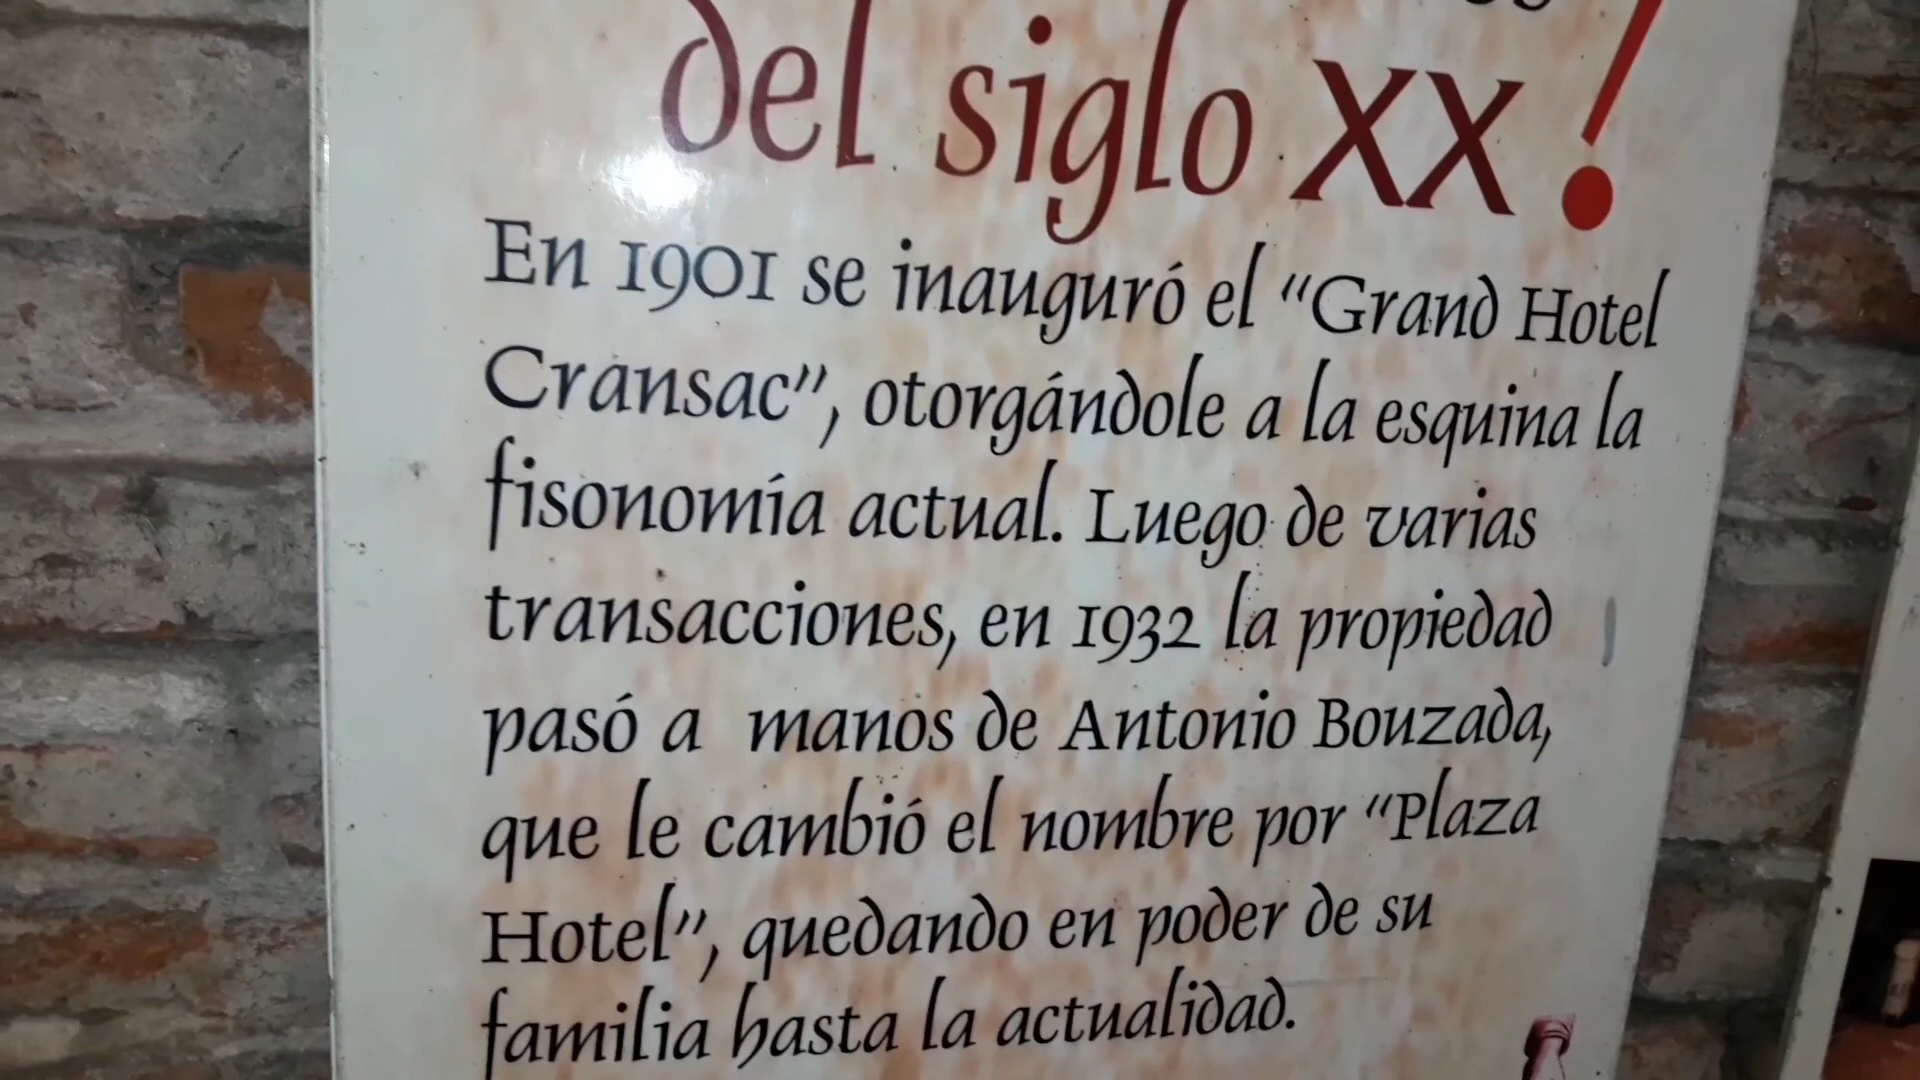 del siglo XX!
En 1901 se inauguró el "Grand Hotel
Cransac", otorgándole a la esquina la
fisonomía actual. Luego de varias
transacciones, en 1932 la propiedad
pasó a manos de Antonio Bouzada,
que le cambió el nombre por "Plaza
Hotel", quedando en poder de su
familia hasta la actualidad.